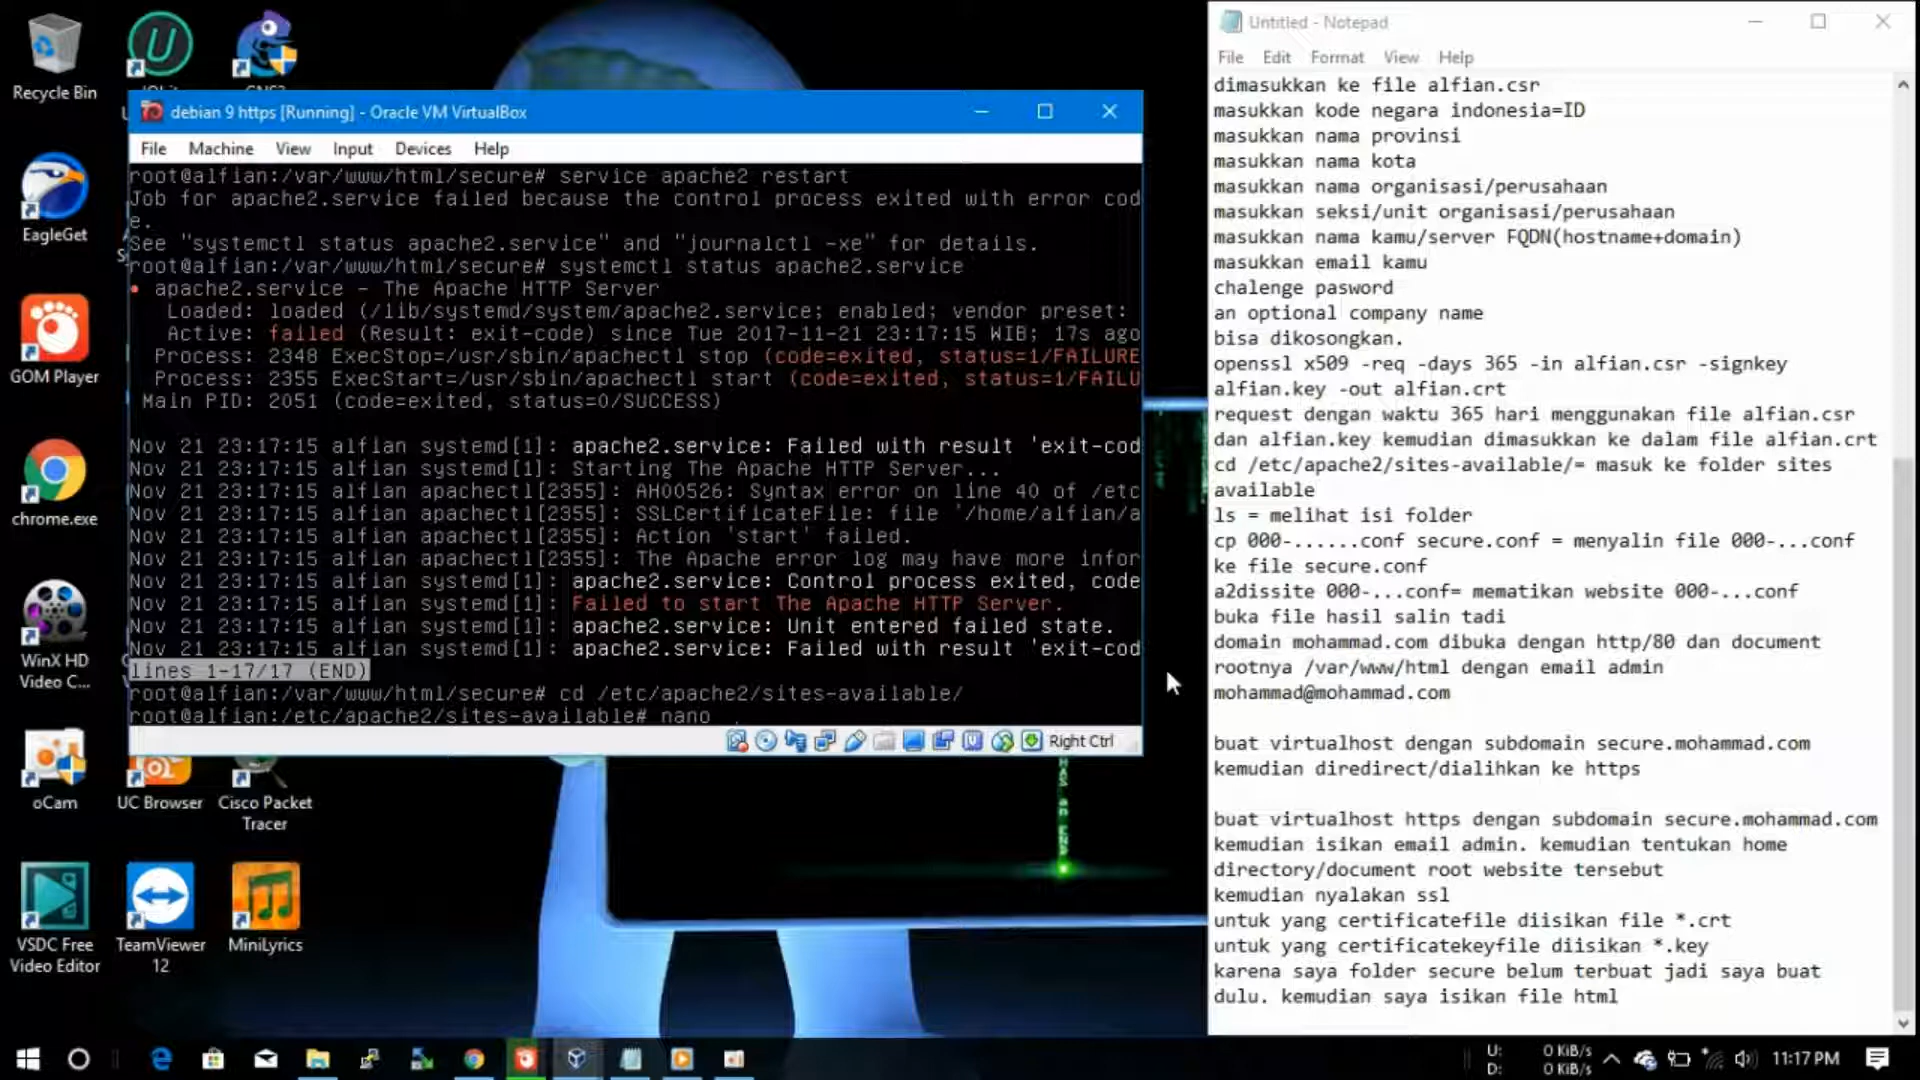 Recycle Bin
EagleGet
GOM Player
chrome.exe
WinX HD
Video C...
oCam
UC Browser
Cisco Packet
Tracer
VSDC Free
Video Editor
TeamViewer
12
MiniLyrics
debian 9 https [Running] - Oracle VM VirtualBox
File Machine View Input Devices Help
root@alfian:/var/www/html/secure# service apache2 restart
Job for apache2.service failed because the control process exited with error cod
e.
See "systemctl status apache2.service" and "journalctl -xe" for details.
root@alfian:/var/www/html/secure# systemctl status apache2.service
● apache2.service - The Apache HTTP Server
Loaded: loaded (/lib/systemd/system/apache2.service; enabled; vendor preset:
Active: failed (Result: exit-code) since Tue 2017-11-21 23:17:15 WIB; 17s ago
Process: 2348 ExecStop=/usr/sbin/apachectl stop (code=exited, status=1/FAILURE
Process: 2355 ExecStart=/usr/sbin/apachectl start (code=exited, status=1/FAILU
Main PID: 2051 (code=exited, status=0/SUCCESS)
Nov 21 23:17:15 alfian systemd[1]: apache2.service: Failed with result 'exit-cod
Nov 21 23:17:15 alfian systemd[1]: Starting The Apache HTTP Server...
Nov 21 23:17:15 alfian apachectl[2355]: AH00526: Syntax error on line 40 of /etc
Nov 21 23:17:15 alfian apachectl[2355]: SSLCertificateFile: file '/home/alfian/a
Nov 21 23:17:15 alfian apachectl[2355]: Action 'start' failed.
Nov 21 23:17:15 alfian apachectl[2355]: The Apache error log may have more infor
Nov 21 23:17:15 alfian systemd[1]: apache2.service: Control process exited, code
Nov 21 23:17:15 alfian systemd[1]: Failed to start The Apache HTTP Server.
Nov 21 23:17:15 alfian systemd[1]: apache2.service: Unit entered failed state.
Nov 21 23:17:15 alfian systemd[1]: apache2.service: Failed with result 'exit-cod
lines 1-17/17 (END)
root@alfian:/var/www/html/secure# cd /etc/apache2/sites-available/
root@alfian:/etc/apache2/sites-available# nano
Right Ctrl
Untitled - Notepad
File Edit Format View Help
dimasukkan ke file alfian.csr
masukkan kode negara indonesia=ID
masukkan nama provinsi
masukkan nama kota
masukkan nama organisasi/perusahaan
masukkan seksi/unit organisasi/perusahaan
masukkan nama kamu/server FQDN(hostname+domain)
masukkan email kamu
chalenge pasword
an optional company name
bisa dikosongkan.
openssl x509 -req -days 365 -in alfian.csr -signkey
alfian.key -out alfian.crt
request dengan waktu 365 hari menggunakan file alfian.csr
dan alfian.key kemudian dimasukkan ke dalam file alfian.crt
cd /etc/apache2/sites-available/= masuk ke folder sites
available
ls = melihat isi folder
cp 000-......conf secure.conf = menyalin file 000-...conf
ke file secure.conf
a2dissite 000-...conf= mematikan website 000-...conf
buka file hasil salin tadi
domain mohammad.com dibuka dengan http/80 dan document
rootnya /var/www/html dengan email admin
mohammad@mohammad.com
buat virtualhost dengan subdomain secure.mohammad.com
kemudian diredirect/dialihkan ke https
buat virtualhost https dengan subdomain secure.mohammad.com
kemudian isikan email admin. kemudian tentukan home
directory/document root website tersebut
kemudian nyalakan ssl
untuk yang certificatefile diisikan file *.crt
untuk yang certificatekeyfile diisikan *.key
karena saya folder secure belum terbuat jadi saya buat
dulu. kemudian saya isikan file html
U: 0 KiB/s
D: 0 KiB/s
11:17 PM